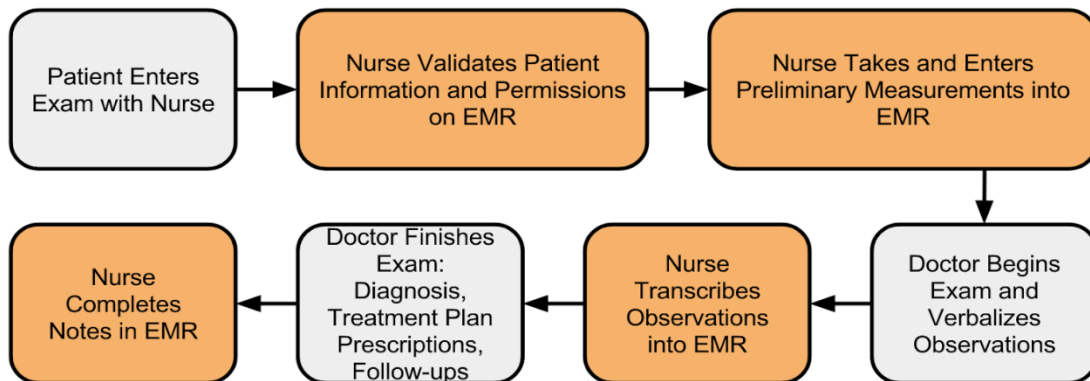 Patient Enters
Exam with Nurse
Nurse Validates Patient
Information and Permissions
on EMR
Nurse Takes and Enters
Preliminary Measurements into
EMR
Doctor Begins
Exam and
Verbalizes
Observations
Nurse
Transcribes
Observations
into EMR
Doctor Finishes
Exam:
Diagnosis,
Treatment Plan
Prescriptions,
Follow-ups
Nurse
Completes
Notes in EMR